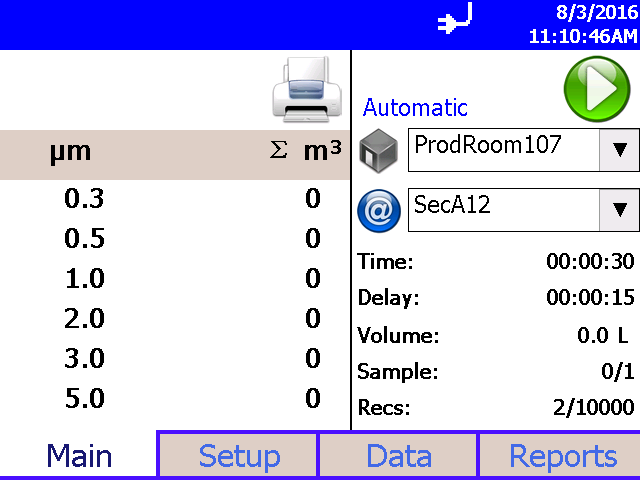 8/3/2016
11:10:46AM
Automatic
µm Σ m³
ProdRoom107
0.3 0
SecA12
0.5 0
Time: 00:00:30
1.0 0
Delay: 00:00:15
2.0 0
Volume: 0.0 L
3.0 0
Sample: 0/1
5.0 0
Recs: 2/10000
Main Setup Data Reports